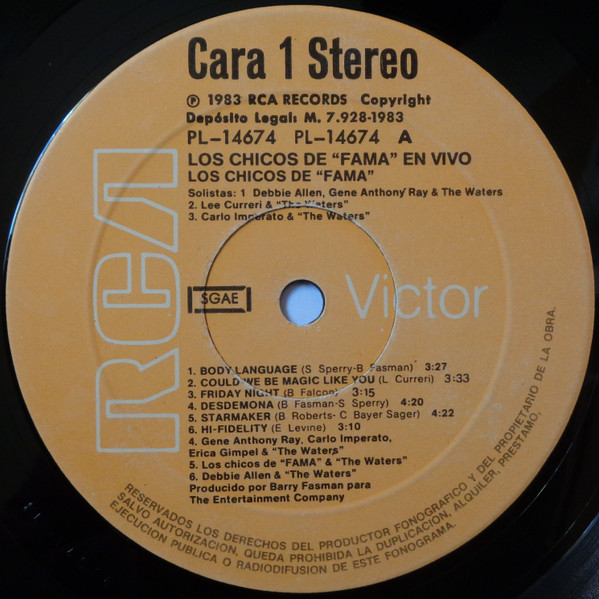 Cara 1 Stereo
Ⓟ 1983 RCA RECORDS Copyright
Depósito Legal: M. 7.928-1983
PL-14674 PL-14674 A
LOS CHICOS DE "FAMA" EN VIVO
LOS CHICOS DE "FAMA"
Solistas: 1 Debbie Allen, Gene Anthony Ray & The Waters
2. Lee Curreri & "The Waters"
3. Carlo Imperato & "The Waters"
RCA
SGAE
Victor
1. BODY LANGUAGE (S Sperry-B Fasman) 3:27
2. COULD WE BE MAGIC LIKE YOU (L Curreri) 3:33
3. FRIDAY NIGHT (B Falcon) 3:15
4. DESDEMONA (B Fasman-S Sperry) 4:20
5. STARMAKER (B Roberts-C Bayer Sager) 4:22
6. HI-FIDELITY (E Levine) 3:10
4. Gene Anthony Ray, Carlo Imperato,
Erica Gimpel & "The Waters"
5. Los chicos de "FAMA" & "The Waters"
6. Debbie Allen & "The Waters"
Producido por Barry Fasman para
The Entertainment Company
RESERVADOS LOS DERECHOS DEL PRODUCTOR FONOGRAFICO Y DEL PROPIETARIO DE LA OBRA.
SALVO AUTORIZACION, QUEDA PROHIBIDA LA DUPLICACION, ALQUILER, PRESTAMO,
EJECUCION PUBLICA O RADIODIFUSION DE ESTE FONOGRAMA.